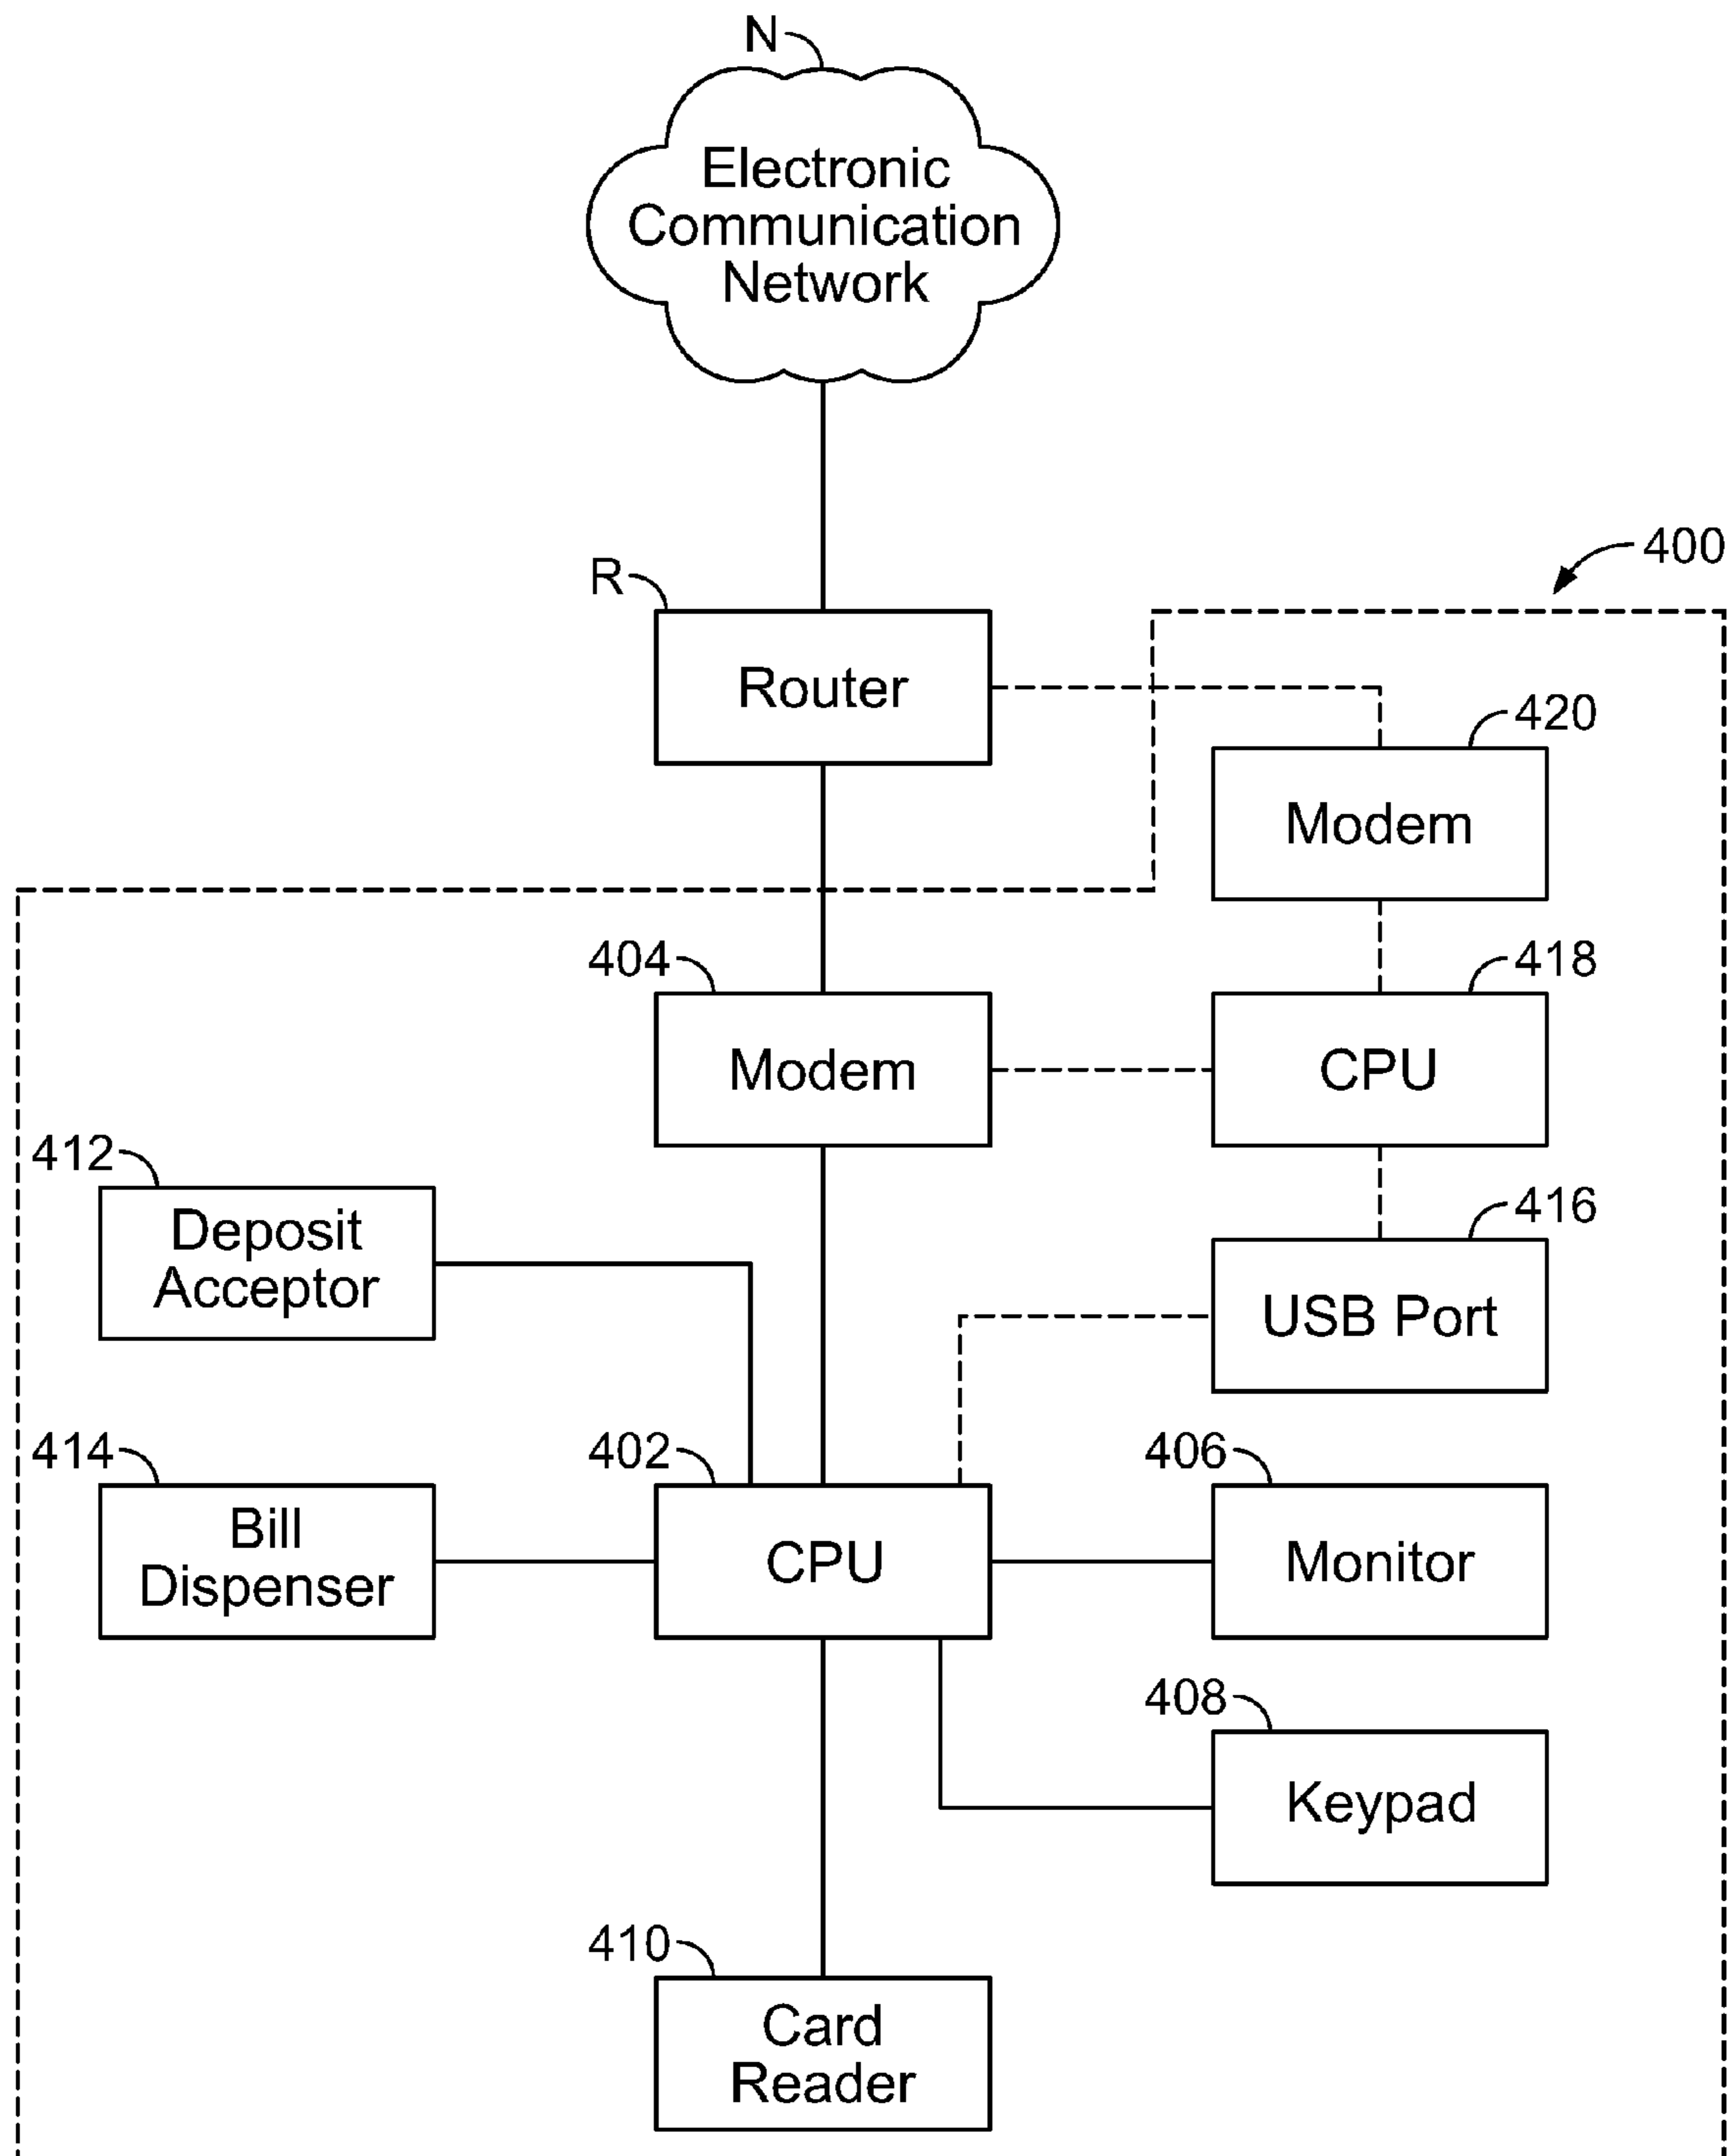 N
Electronic
Communication
Network
400
R
Router
420
Modem
404
418
Modem
CPU
412
416
Deposit
Acceptor
USB Port
414
402
406
Bill
Dispenser
CPU
Monitor
408
Keypad
410
Card
Reader